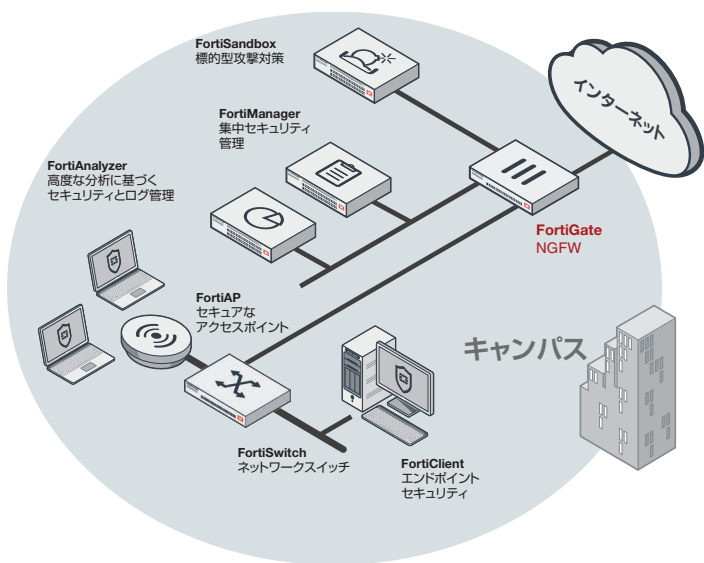 FortiSandbox
標的型攻撃対策
インターネット
FortiManager
集中セキュリティ
管理
FortiAnalyzer
高度な分析に基づく
セキュリティとログ管理
FortiGate
NGFW
FortiAP
セキュアな
アクセスポイント
キャンパス
FortiSwitch
ネットワークスイッチ
FortiClient
エンドポイント
セキュリティ